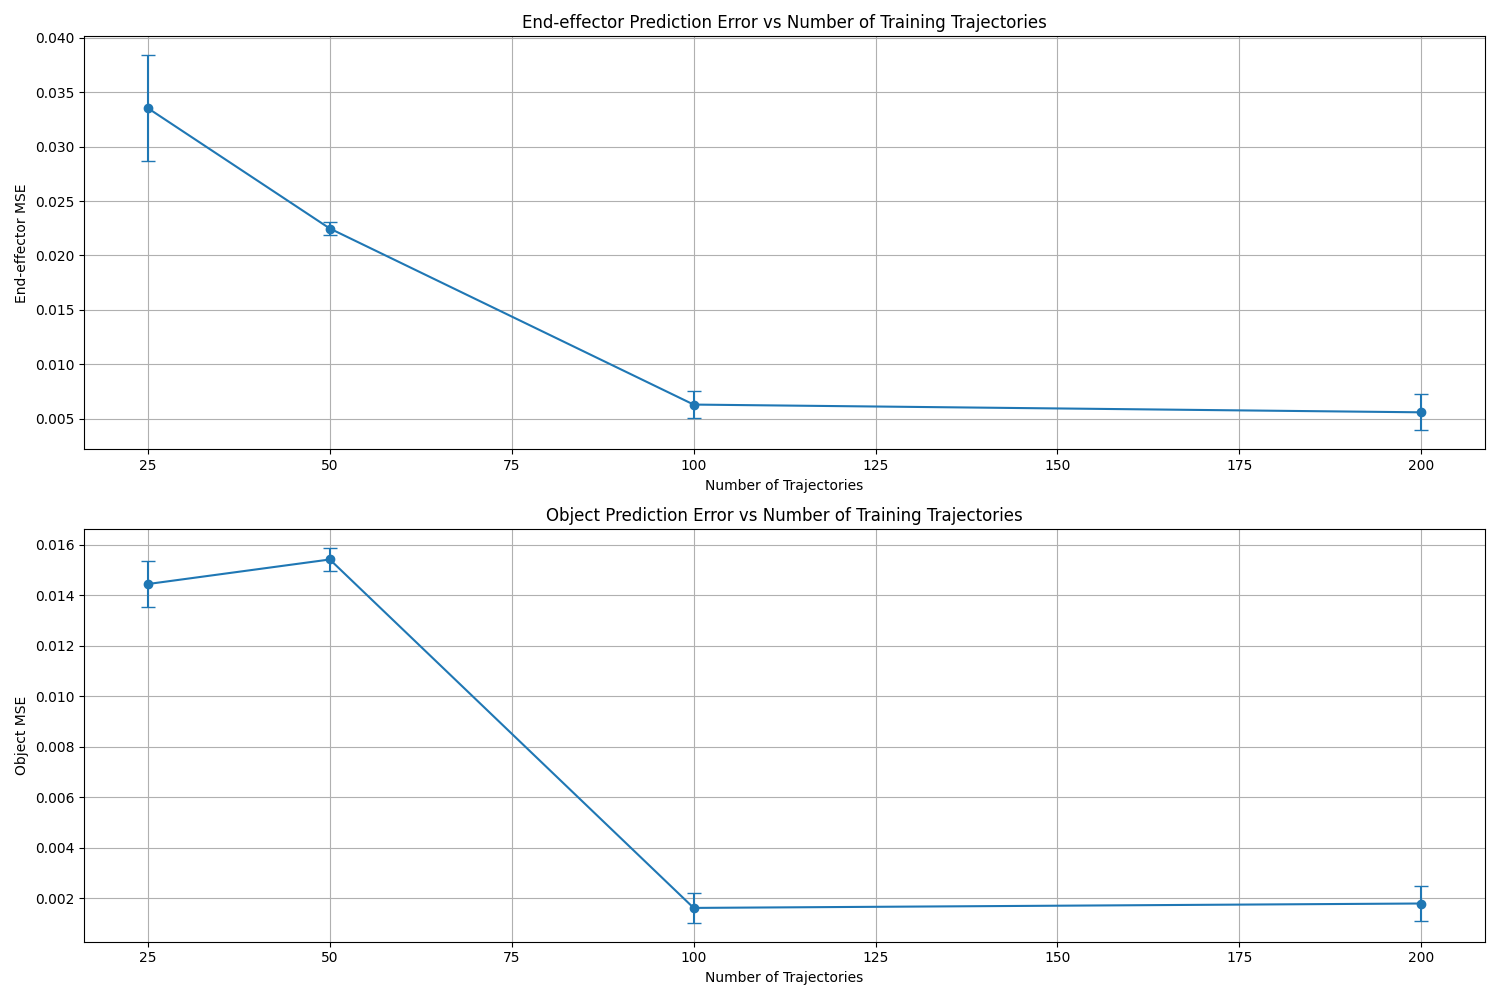 End-effector Prediction Error vs Number of Training Trajectories
0.040
0.035
0.030
0.025
0.020
0.015
0.010
0.005
End-effector MSE
25 50 75 100 125 150 175 200
Number of Trajectories
Object Prediction Error vs Number of Training Trajectories
0.016
0.014
0.012
0.010
0.008
0.006
0.004
0.002
Object MSE
25 50 75 100 125 150 175 200
Number of Trajectories